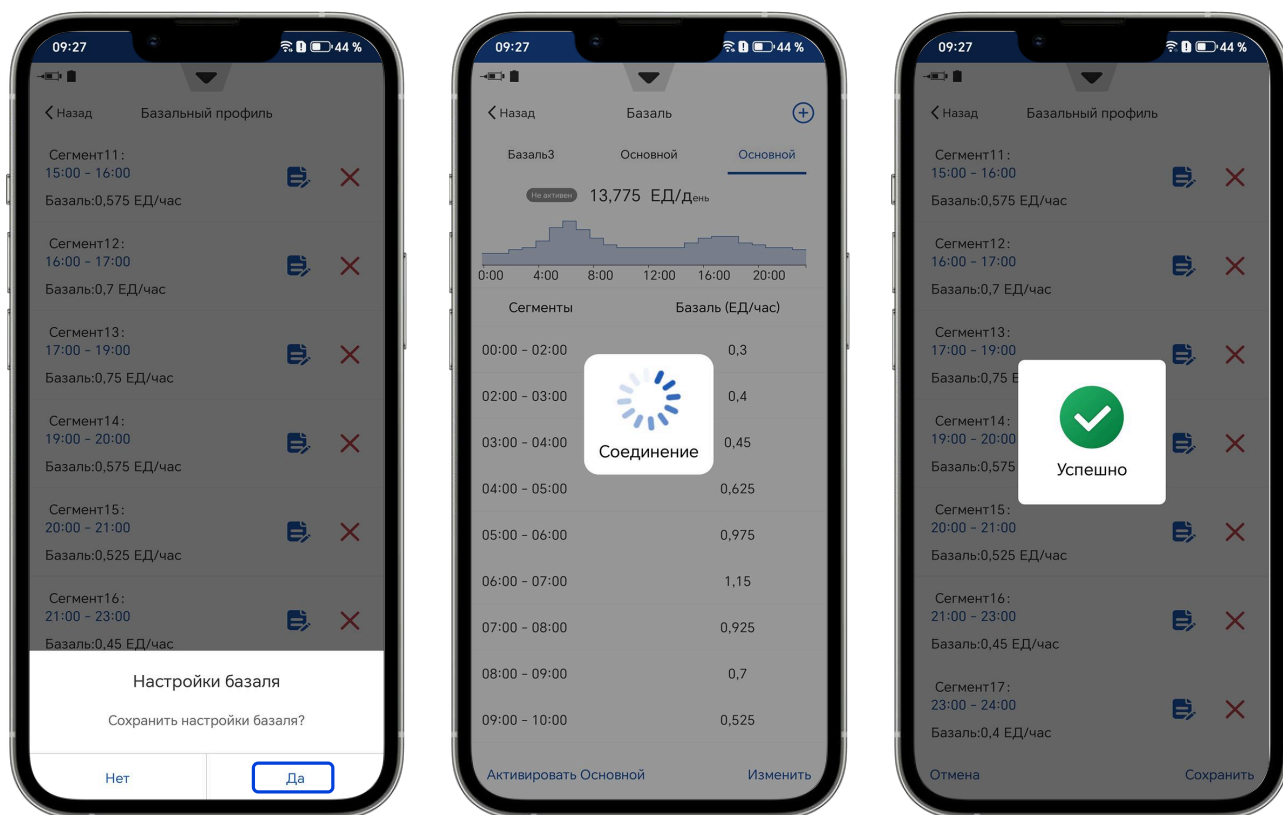 09:27
44 %
Назад
Базальный профиль
Сегмент11:
15:00 - 16:00
Базаль:0,575 ЕД/час
Сегмент12:
16:00 - 17:00
Базаль:0,7 ЕД/час
Сегмент13:
17:00 - 19:00
Базаль:0,75 ЕД/час
Сегмент14:
19:00 - 20:00
Базаль:0,575 ЕД/час
Сегмент15:
20:00 - 21:00
Базаль:0,525 ЕД/час
Сегмент16:
21:00 - 23:00
Базаль:0,45 ЕД/час
Настройки базаля
Сохранить настройки базаля?
Нет
Да
09:27
44 %
Назад
Базаль
Базаль3
Основной
Основной
Не активен
13,775 ЕД/День
0:00 4:00 8:00 12:00 16:00 20:00
Сегменты
Базаль (ЕД/час)
00:00 - 02:00 0,3
02:00 - 03:00 0,4
03:00 - 04:00 0,45
Соединение
04:00 - 05:00 0,625
05:00 - 06:00 0,975
06:00 - 07:00 1,15
07:00 - 08:00 0,925
08:00 - 09:00 0,7
09:00 - 10:00 0,525
Активировать Основной
Изменить
09:27
44 %
Назад
Базальный профиль
Сегмент11:
15:00 - 16:00
Базаль:0,575 ЕД/час
Сегмент12:
16:00 - 17:00
Базаль:0,7 ЕД/час
Сегмент13:
17:00 - 19:00
Базаль:0,75 Е
Сегмент14:
19:00 - 20:00
Базаль:0,575
Успешно
Сегмент15:
20:00 - 21:00
Базаль:0,525 ЕД/час
Сегмент16:
21:00 - 23:00
Базаль:0,45 ЕД/час
Сегмент17:
23:00 - 24:00
Базаль:0,4 ЕД/час
Отмена
Сохранить